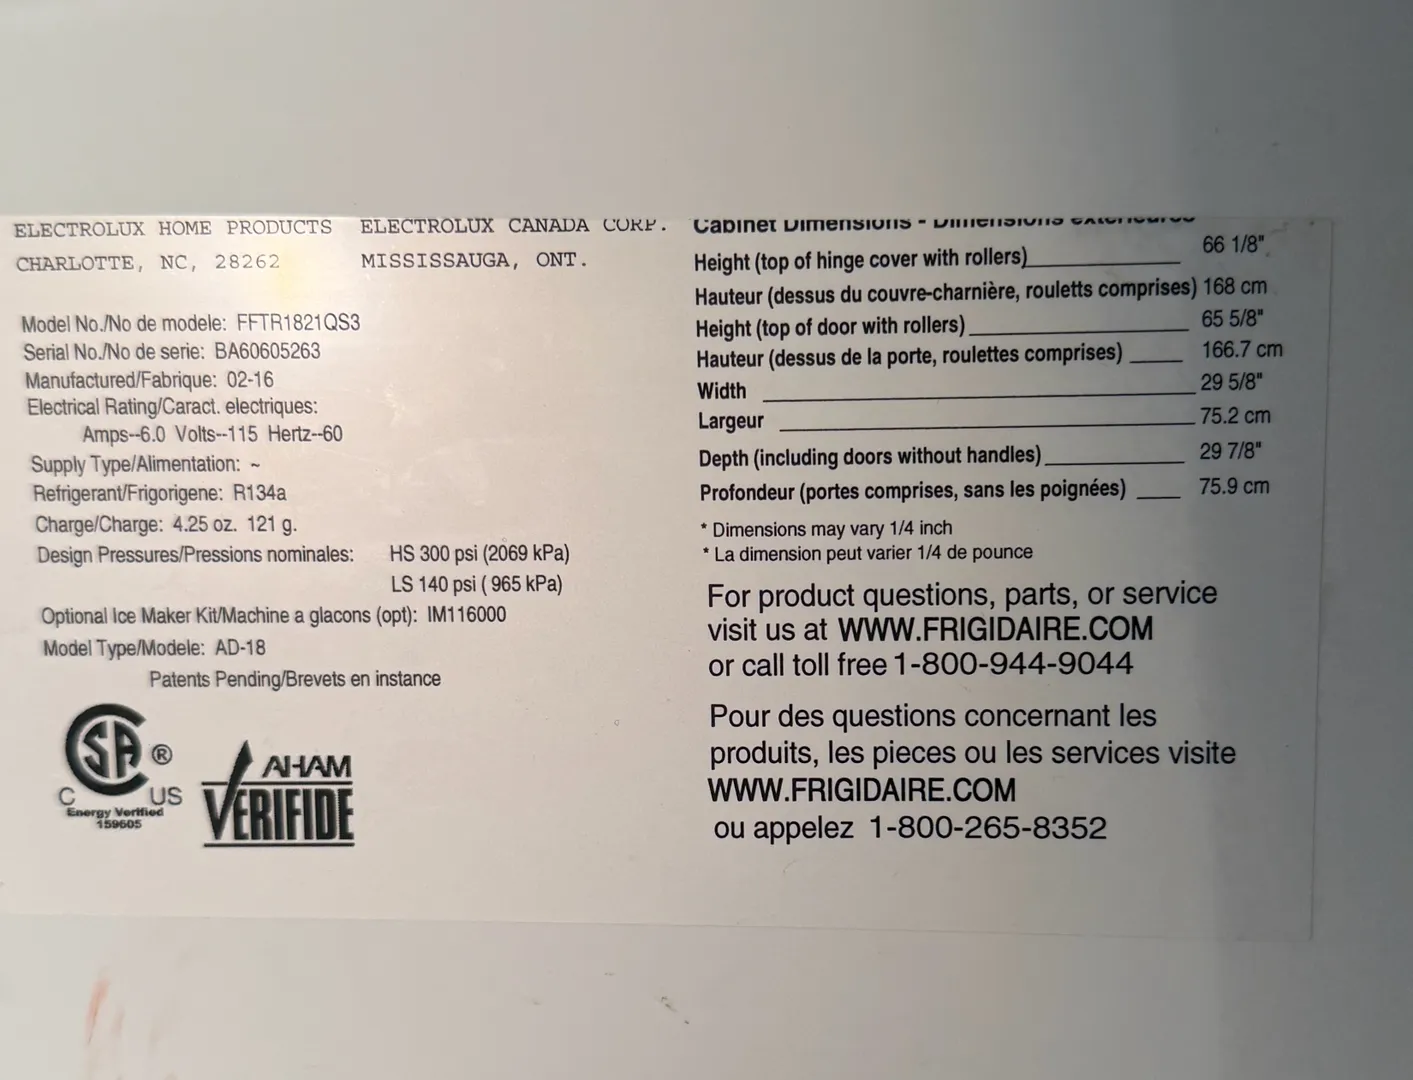 ELECTROLUX HOME PRODUCTS ELECTROLUX CANADA CORP.
CHARLOTTE, NC, 28262 MISSISSAUGA, ONT.
Model No./No de modele: FFTR1821QS3
Serial No./No de serie: BA60605263
Manufactured/Fabrique: 02-16
Electrical Rating/Caract. electriques:
Amps--6.0 Volts--115 Hertz--60
Supply Type/Alimentation: ~
Refrigerant/Frigorigene: R134a
Charge/Charge: 4.25 oz. 121 g.
Design Pressures/Pressions nominales: HS 300 psi (2069 kPa)
LS 140 psi ( 965 kPa)
Optional Ice Maker Kit/Machine a glacons (opt): IM116000
Model Type/Modele: AD-18
Patents Pending/Brevets en instance
CSA ®
C US
Energy Verified
159605
AHAM
VERIFIDE
Cabinet Dimensions - Dimensions exterieures
Height (top of hinge cover with rollers) 66 1/8"
Hauteur (dessus du couvre-charnière, rouletts comprises) 168 cm
Height (top of door with rollers) 65 5/8"
Hauteur (dessus de la porte, roulettes comprises) 166.7 cm
Width 29 5/8"
Largeur 75.2 cm
Depth (including doors without handles) 29 7/8"
Profondeur (portes comprises, sans les poignées) 75.9 cm
* Dimensions may vary 1/4 inch
* La dimension peut varier 1/4 de pounce
For product questions, parts, or service
visit us at WWW.FRIGIDAIRE.COM
or call toll free 1-800-944-9044
Pour des questions concernant les
produits, les pieces ou les services visite
WWW.FRIGIDAIRE.COM
ou appelez 1-800-265-8352